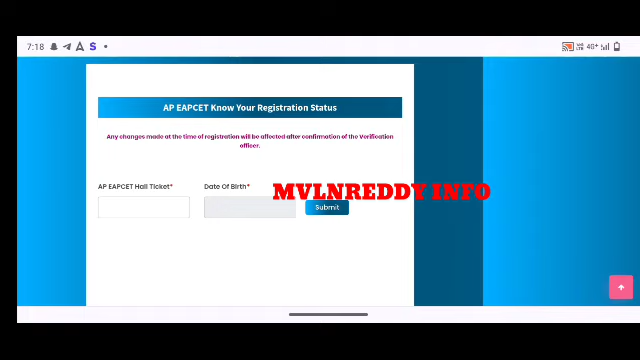 7:18
4G+
AP EAPCET Know Your Registration Status
Any changes made at the time of registration will be affected after confirmation of the Verification
officer.
AP EAPCET Hall Ticket*
Date Of Birth*
MVLNREDDY INFO
Submit